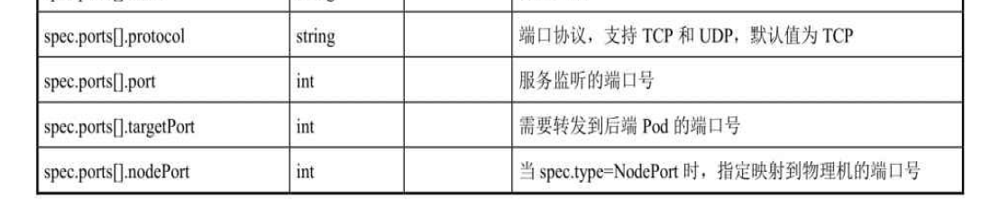 spec.ports[].protocol string 端口协议，支持 TCP 和 UDP，默认值为 TCP
spec.ports[].port int 服务监听的端口号
spec.ports[].targetPort int 需要转发到后端 Pod 的端口号
spec.ports[].nodePort int 当 spec.type=NodePort 时，指定映射到物理机的端口号